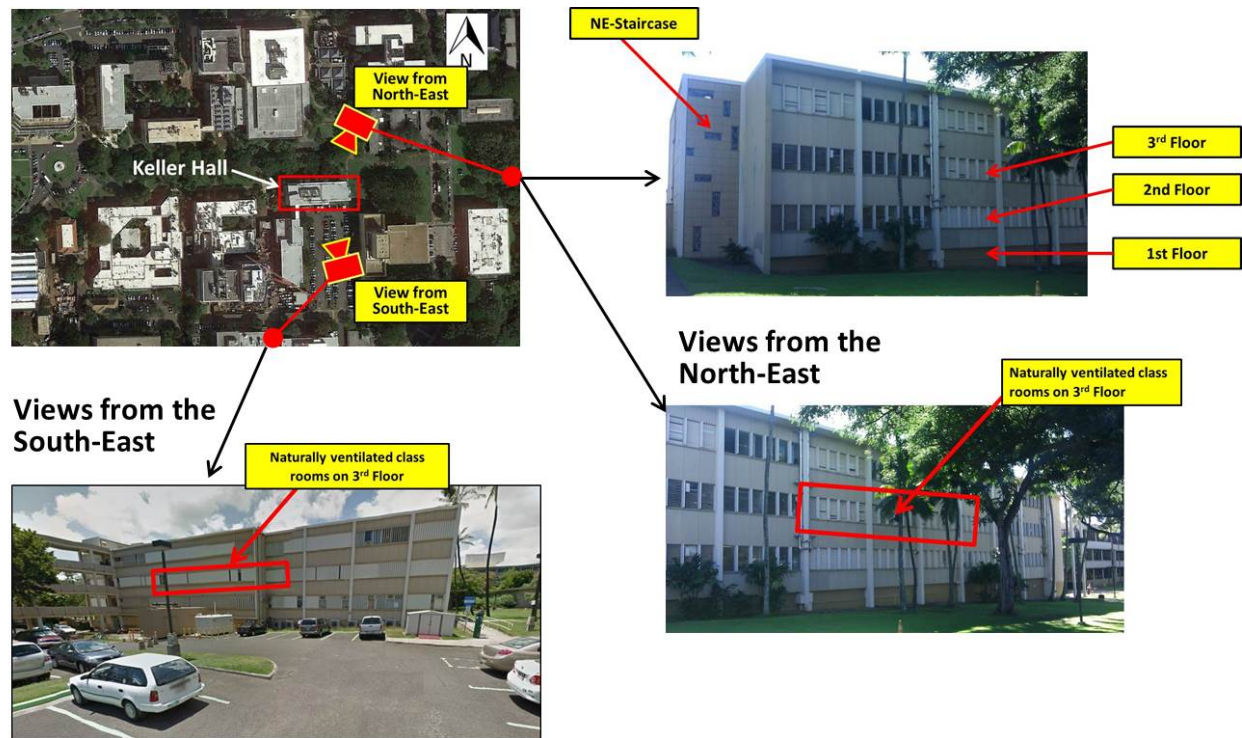 N
View from
North-East
Keller Hall
View from
South-East
NE-Staircase
3rd Floor
2nd Floor
1st Floor
Views from the
North-East
Naturally ventilated class
rooms on 3rd Floor
Views from the
South-East
Naturally ventilated class
rooms on 3rd Floor